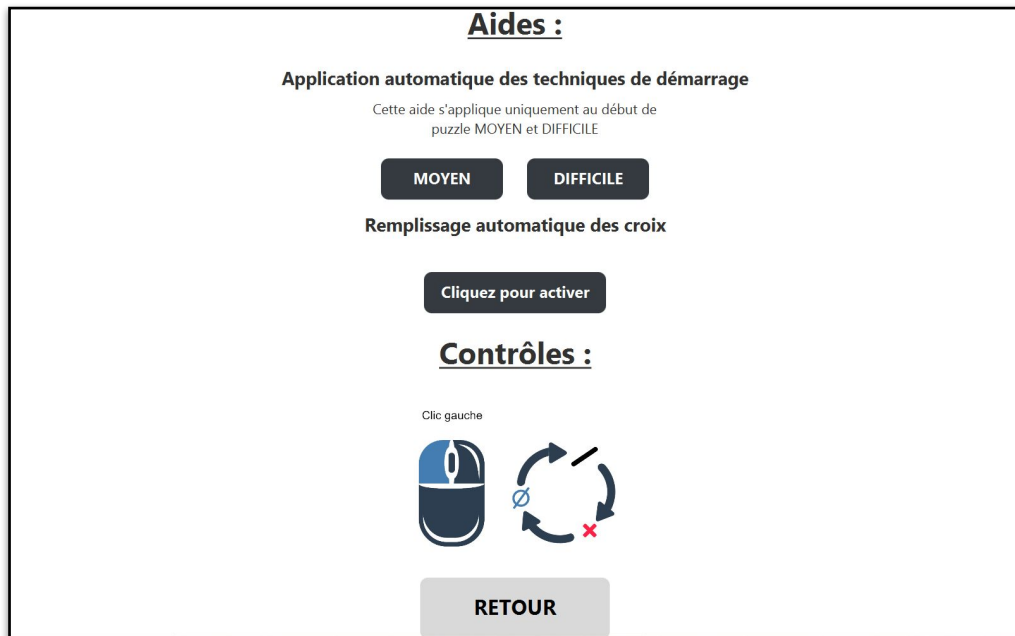 Aides :
Application automatique des techniques de démarrage
Cette aide s'applique uniquement au début de
puzzle MOYEN et DIFFICILE
MOYEN DIFFICILE
Remplissage automatique des croix
Cliquez pour activer
Contrôles :
Clic gauche
RETOUR